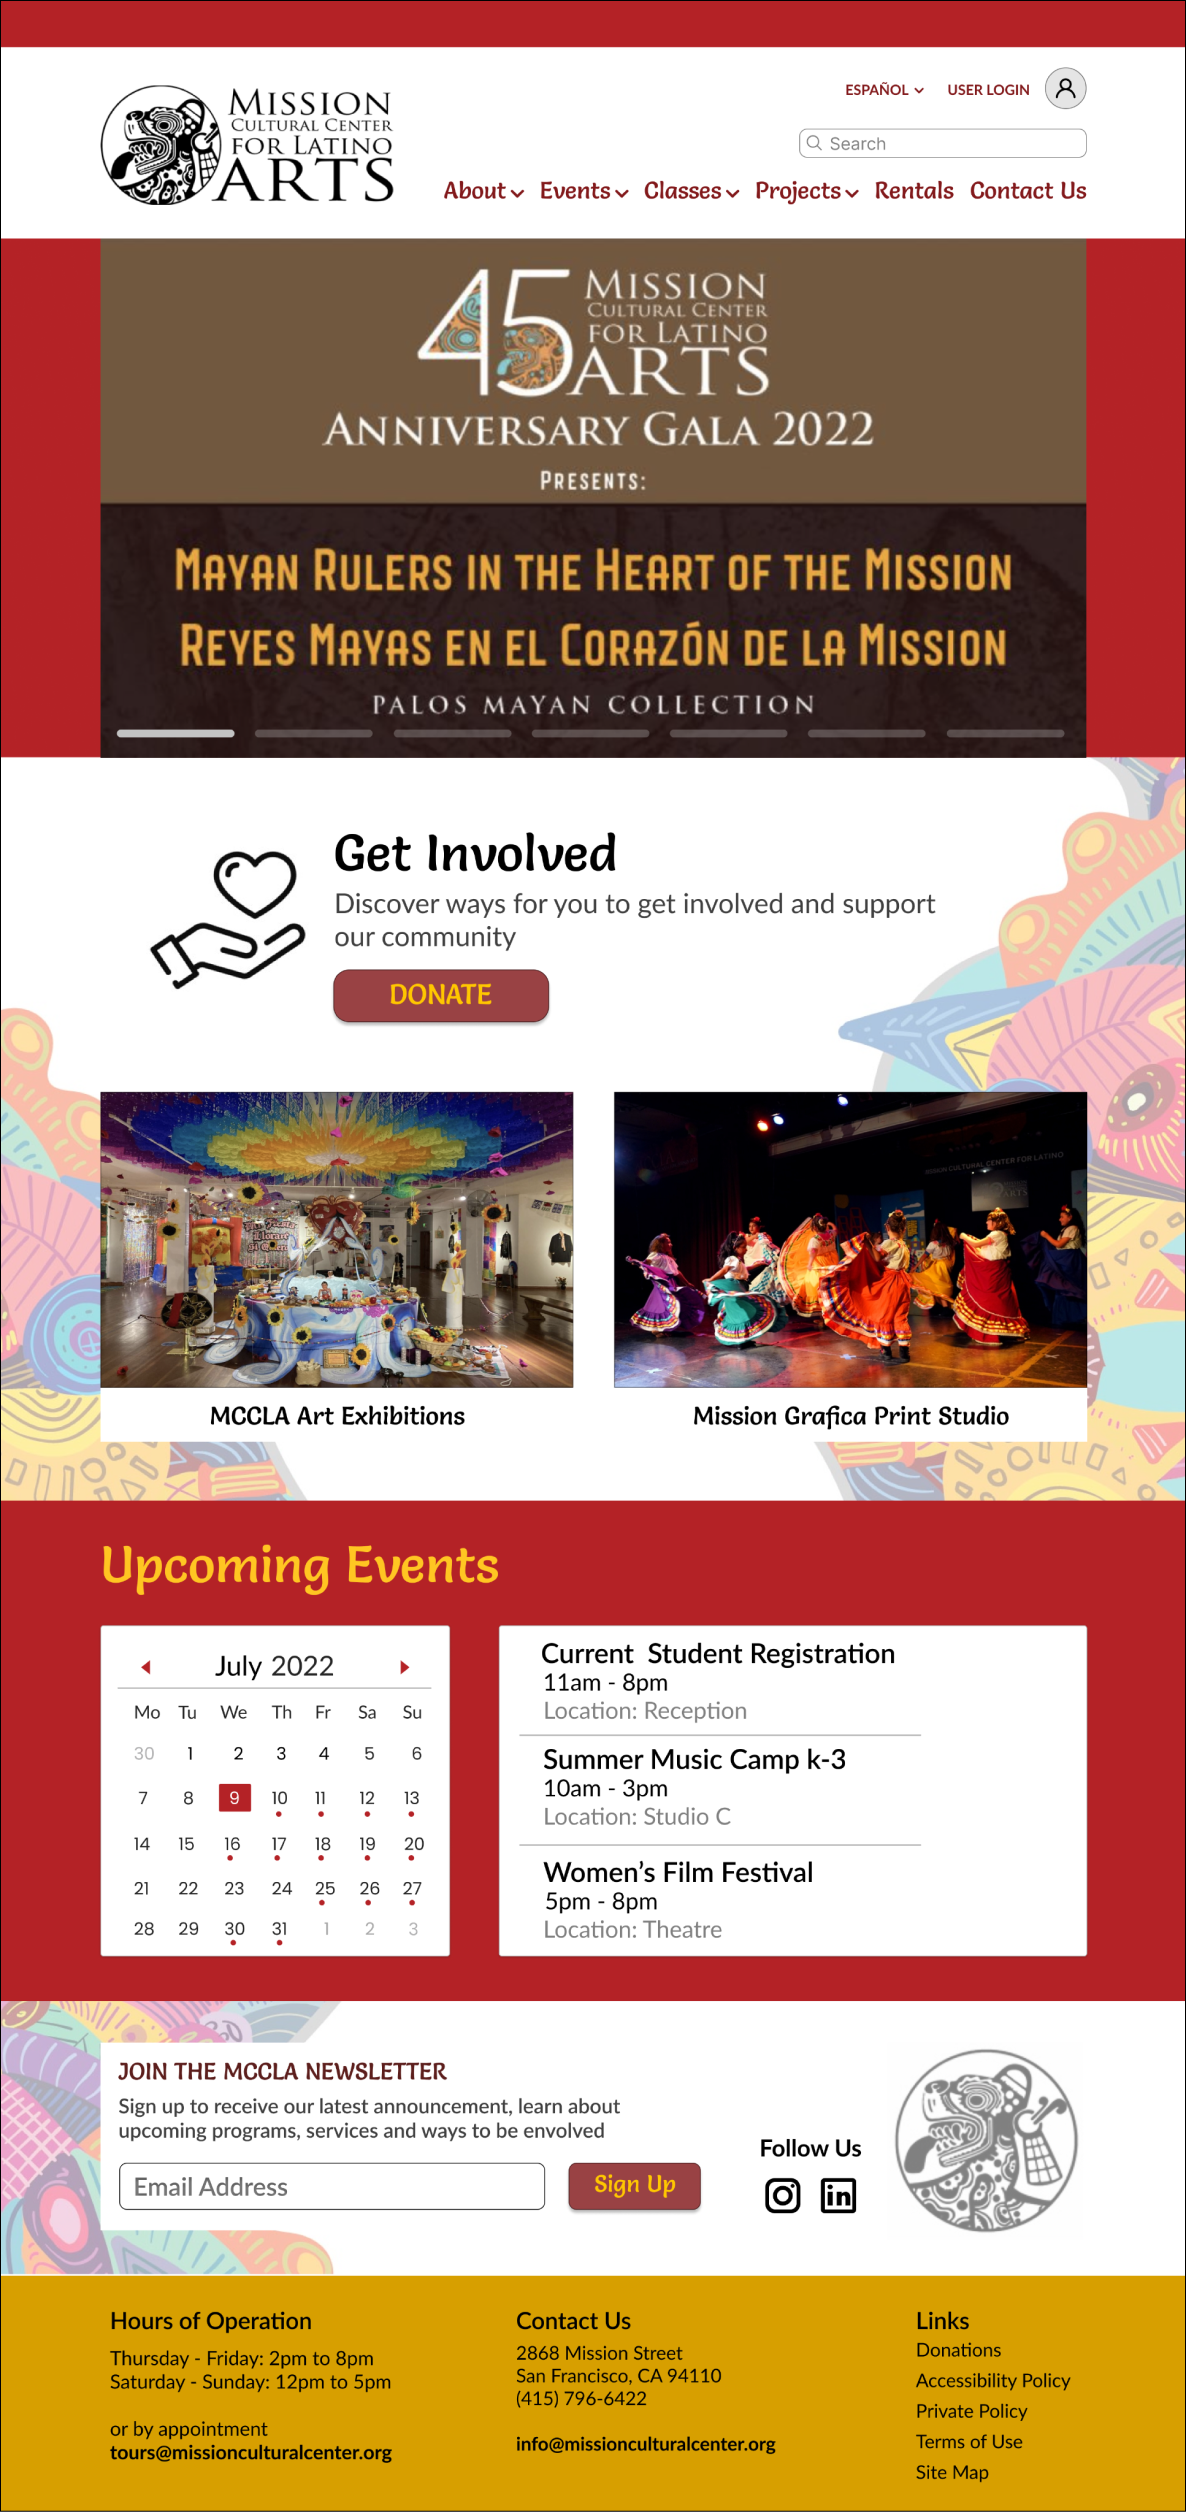 MISSION
CULTURAL CENTER
FOR LATINO
ARTS
ESPAÑOL
USER LOGIN
Search
About
Events
Classes
Projects
Rentals
Contact Us
45
MISSION
CULTURAL CENTER
FOR LATINO
ARTS
ANNIVERSARY GALA 2022
PRESENTS:
MAYAN RULERS IN THE HEART OF THE MISSION
REYES MAYAS EN EL CORAZÓN DE LA MISSION
PALOS MAYAN COLLECTION
Get Involved
Discover ways for you to get involved and support
our community
DONATE
MISSION CULTURAL CENTER FOR LATINO
ARTS
MCCLA Art Exhibitions
Mission Grafica Print Studio
Upcoming Events
July 2022
Mo Tu We Th Fr Sa Su
30 1 2 3 4 5 6
7 8 9 10 11 12 13
14 15 16 17 18 19 20
21 22 23 24 25 26 27
28 29 30 31 1 2 3
Current  Student Registration
11am - 8pm
Location: Reception
Summer Music Camp k-3
10am - 3pm
Location: Studio C
Women's Film Festival
5pm - 8pm
Location: Theatre
JOIN THE MCCLA NEWSLETTER
Sign up to receive our latest announcement, learn about
upcoming programs, services and ways to be envolved
Email Address
Sign Up
Follow Us
in
Hours of Operation
Thursday - Friday: 2pm to 8pm
Saturday - Sunday: 12pm to 5pm
or by appointment
tours@missionculturalcenter.org
Contact Us
2868 Mission Street
San Francisco, CA 94110
(415) 796-6422
info@missionculturalcenter.org
Links
Donations
Accessibility Policy
Private Policy
Terms of Use
Site Map